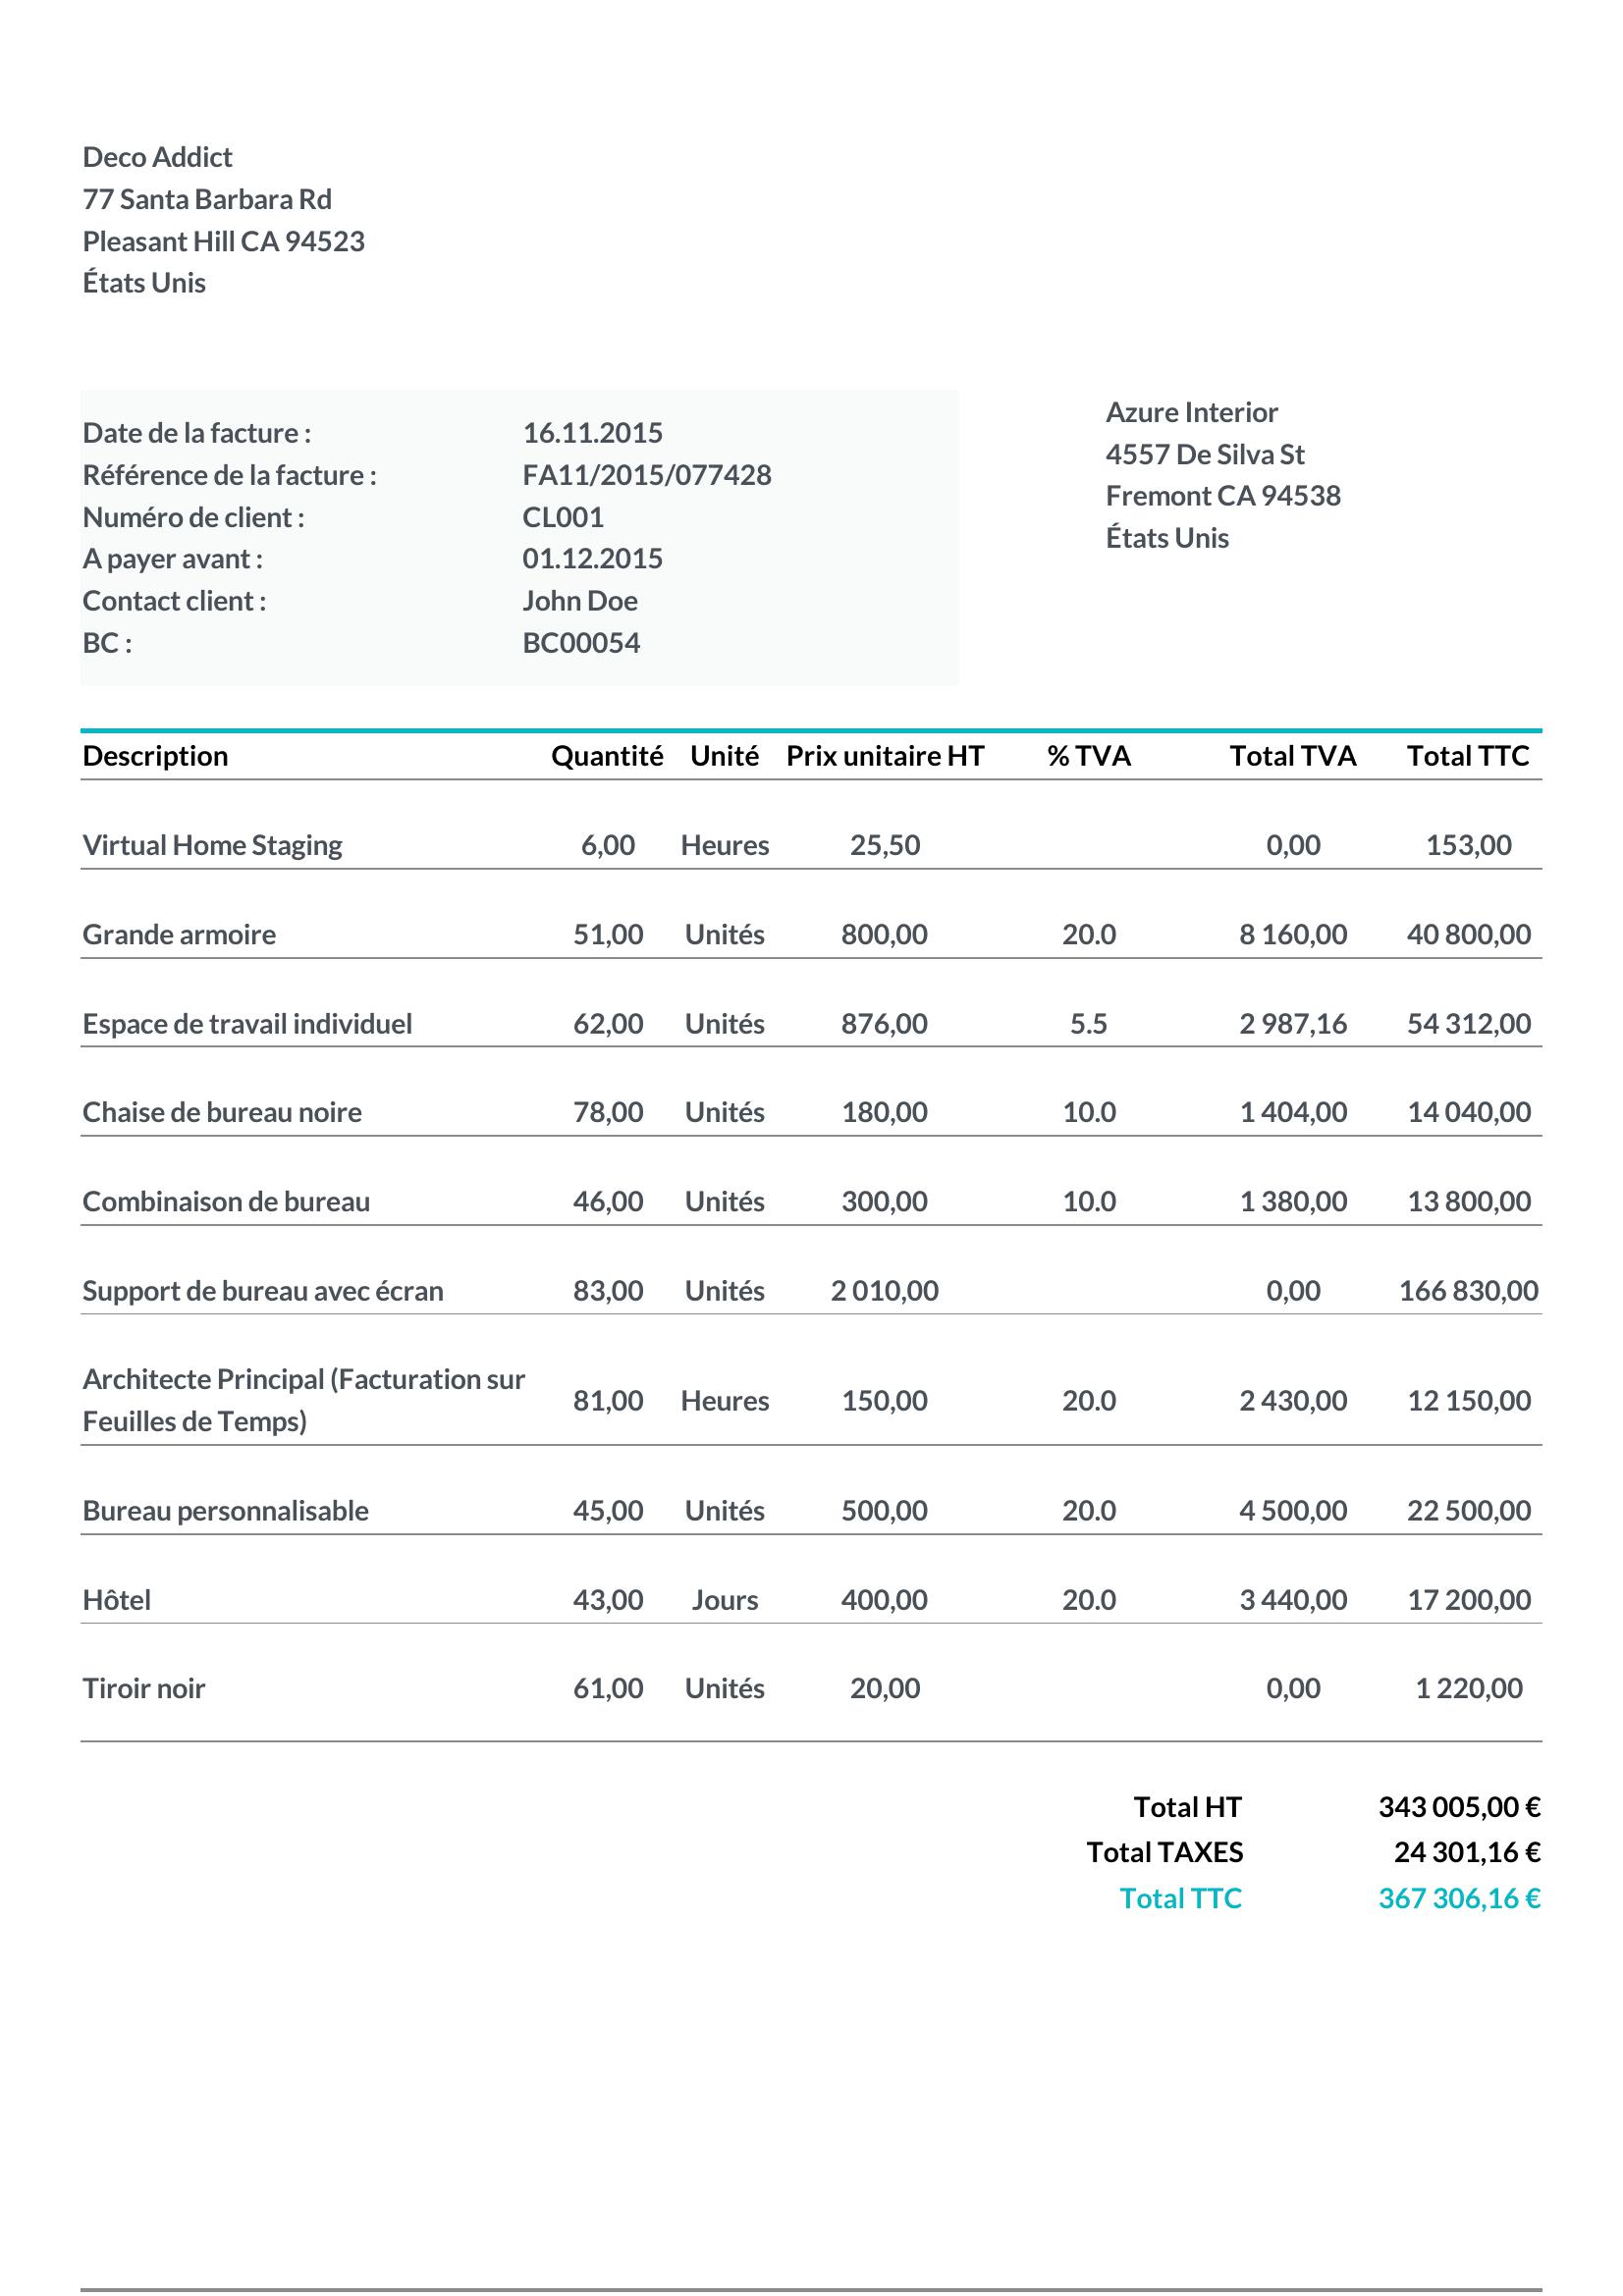 Deco Addict
77 Santa Barbara Rd
Pleasant Hill CA 94523
États Unis
Date de la facture : 16.11.2015
Référence de la facture : FA11/2015/077428
Numéro de client : CL001
A payer avant : 01.12.2015
Contact client : John Doe
BC : BC00054
Azure Interior
4557 De Silva St
Fremont CA 94538
États Unis
Description Quantité Unité Prix unitaire HT % TVA Total TVA Total TTC
Virtual Home Staging 6,00 Heures 25,50 0,00 153,00
Grande armoire 51,00 Unités 800,00 20.0 8 160,00 40 800,00
Espace de travail individuel 62,00 Unités 876,00 5.5 2 987,16 54 312,00
Chaise de bureau noire 78,00 Unités 180,00 10.0 1 404,00 14 040,00
Combinaison de bureau 46,00 Unités 300,00 10.0 1 380,00 13 800,00
Support de bureau avec écran 83,00 Unités 2 010,00 0,00 166 830,00
Architecte Principal (Facturation sur
Feuilles de Temps) 81,00 Heures 150,00 20.0 2 430,00 12 150,00
Bureau personnalisable 45,00 Unités 500,00 20.0 4 500,00 22 500,00
Hôtel 43,00 Jours 400,00 20.0 3 440,00 17 200,00
Tiroir noir 61,00 Unités 20,00 0,00 1 220,00
Total HT 343 005,00 €
Total TAXES 24 301,16 €
Total TTC 367 306,16 €